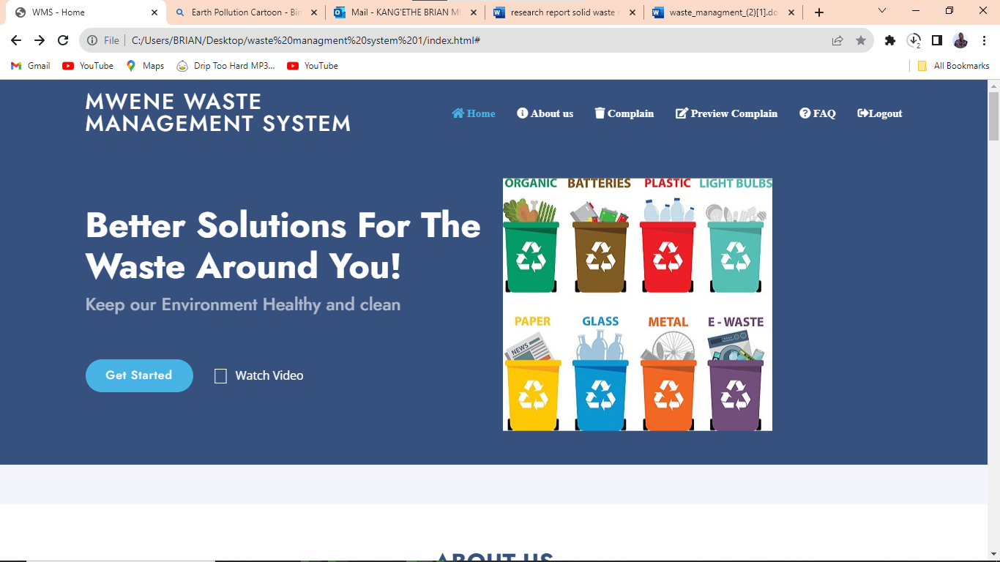 WMS - Home
Earth Pollution Cartoon - Bin
Mail - KANG'ETHE BRIAN M
research report solid waste
waste_managment_(2)[1].do
File
C:/Users/BRIAN/Desktop/waste%20managment%20system%201/index.html#
2
Gmail
YouTube
Maps
Drip Too Hard MP3...
YouTube
All Bookmarks
MWENE WASTE
MANAGEMENT SYSTEM
Home
About us
Complain
Preview Complain
FAQ
Logout
Better Solutions For The
Waste Around You!
Keep our Environment Healthy and clean
Get Started
Watch Video
ORGANIC BATTERIES PLASTIC LIGHT BULBS
PAPER GLASS METAL E - WASTE
NEWS
ABOUT US